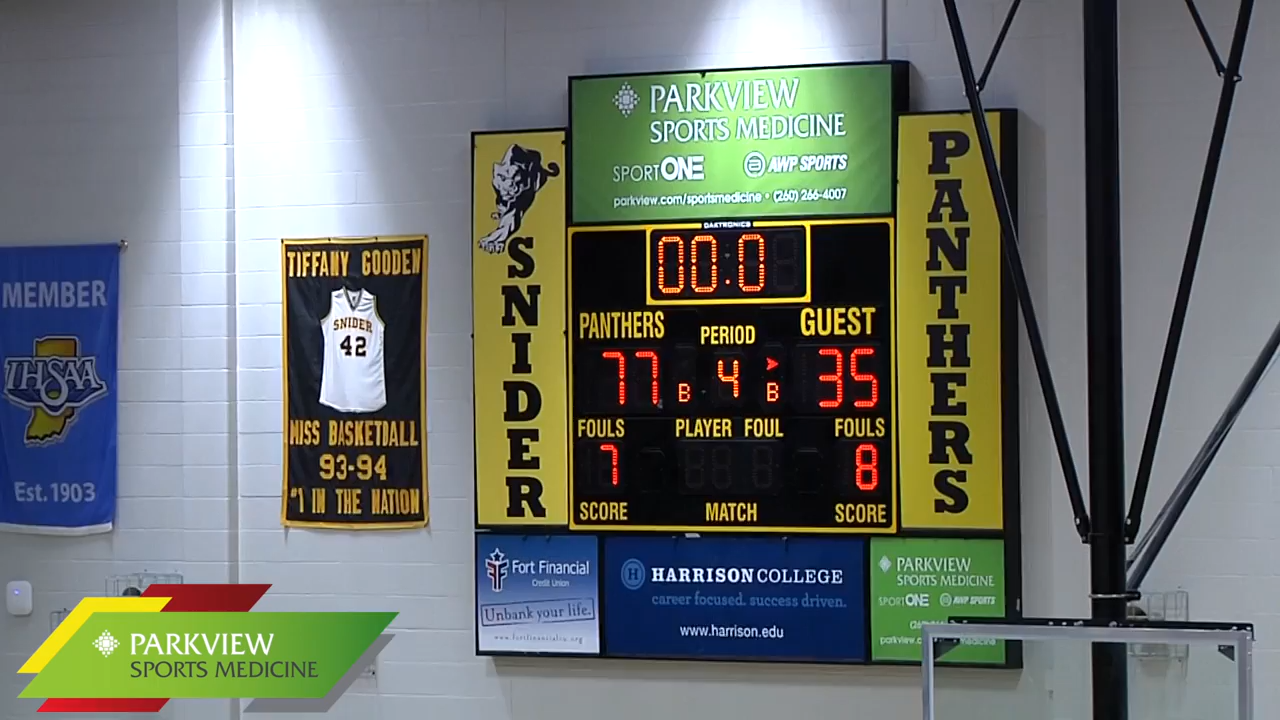 MEMBER
IHSAA
Est. 1903
TIFFANY GOODEN
SNIDER
42
MISS BASKETBALL
93-94
#1 IN THE NATION
SNIDER
PARKVIEW
SPORTS MEDICINE
SPORTONE AWP SPORTS
parkview.com/sportsmedicine • (260) 266-4007
DAKTRONICS
00.0
PANTHERS PERIOD GUEST
77 B 4 B 35
FOULS PLAYER FOUL FOULS
7 8
SCORE MATCH SCORE
PANTHERS
Fort Financial
Credit Union
Unbank your life.
www.fortfinancialcu.org
H HARRISON COLLEGE
career focused. success driven.
www.harrison.edu
PARKVIEW
SPORTS MEDICINE
SPORTONE AWP SPORTS
PARKVIEW
SPORTS MEDICINE